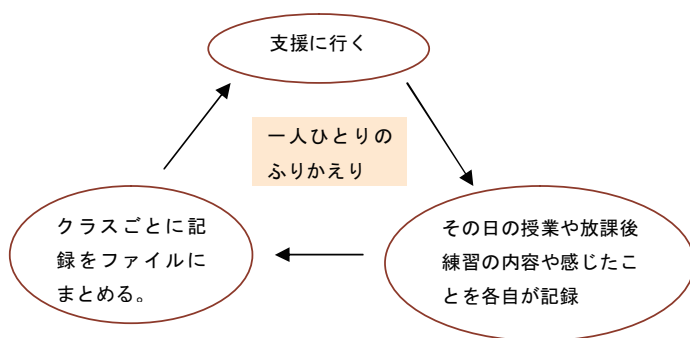 支援に行く
一人ひとりの
ふりかえり
クラスごとに記
録をファイルに
まとめる。
その日の授業や放課後
練習の内容や感じたこ
とを各自が記録